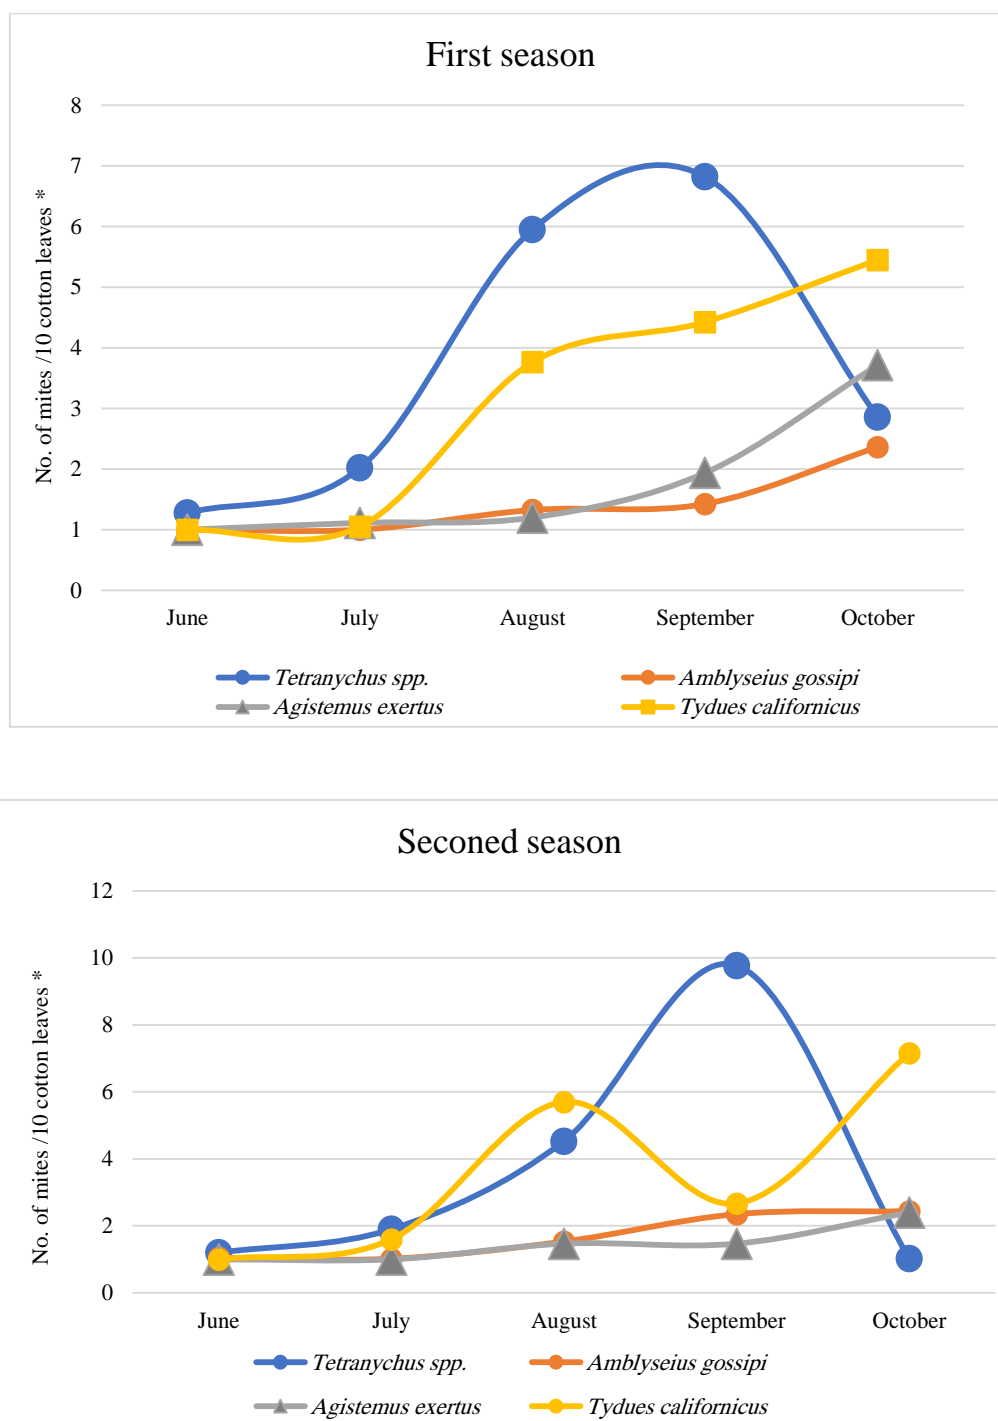 First season
No. of mites /10 cotton leaves *
8
7
6
5
4
3
2
1
0
June July August September October
Tetranychus spp. Amblyseius gossipi
Agistemus exertus Tydues californicus
Seconed season
No. of mites /10 cotton leaves *
12
10
8
6
4
2
0
June July August September October
Tetranychus spp. Amblyseius gossipi
Agistemus exertus Tydues californicus